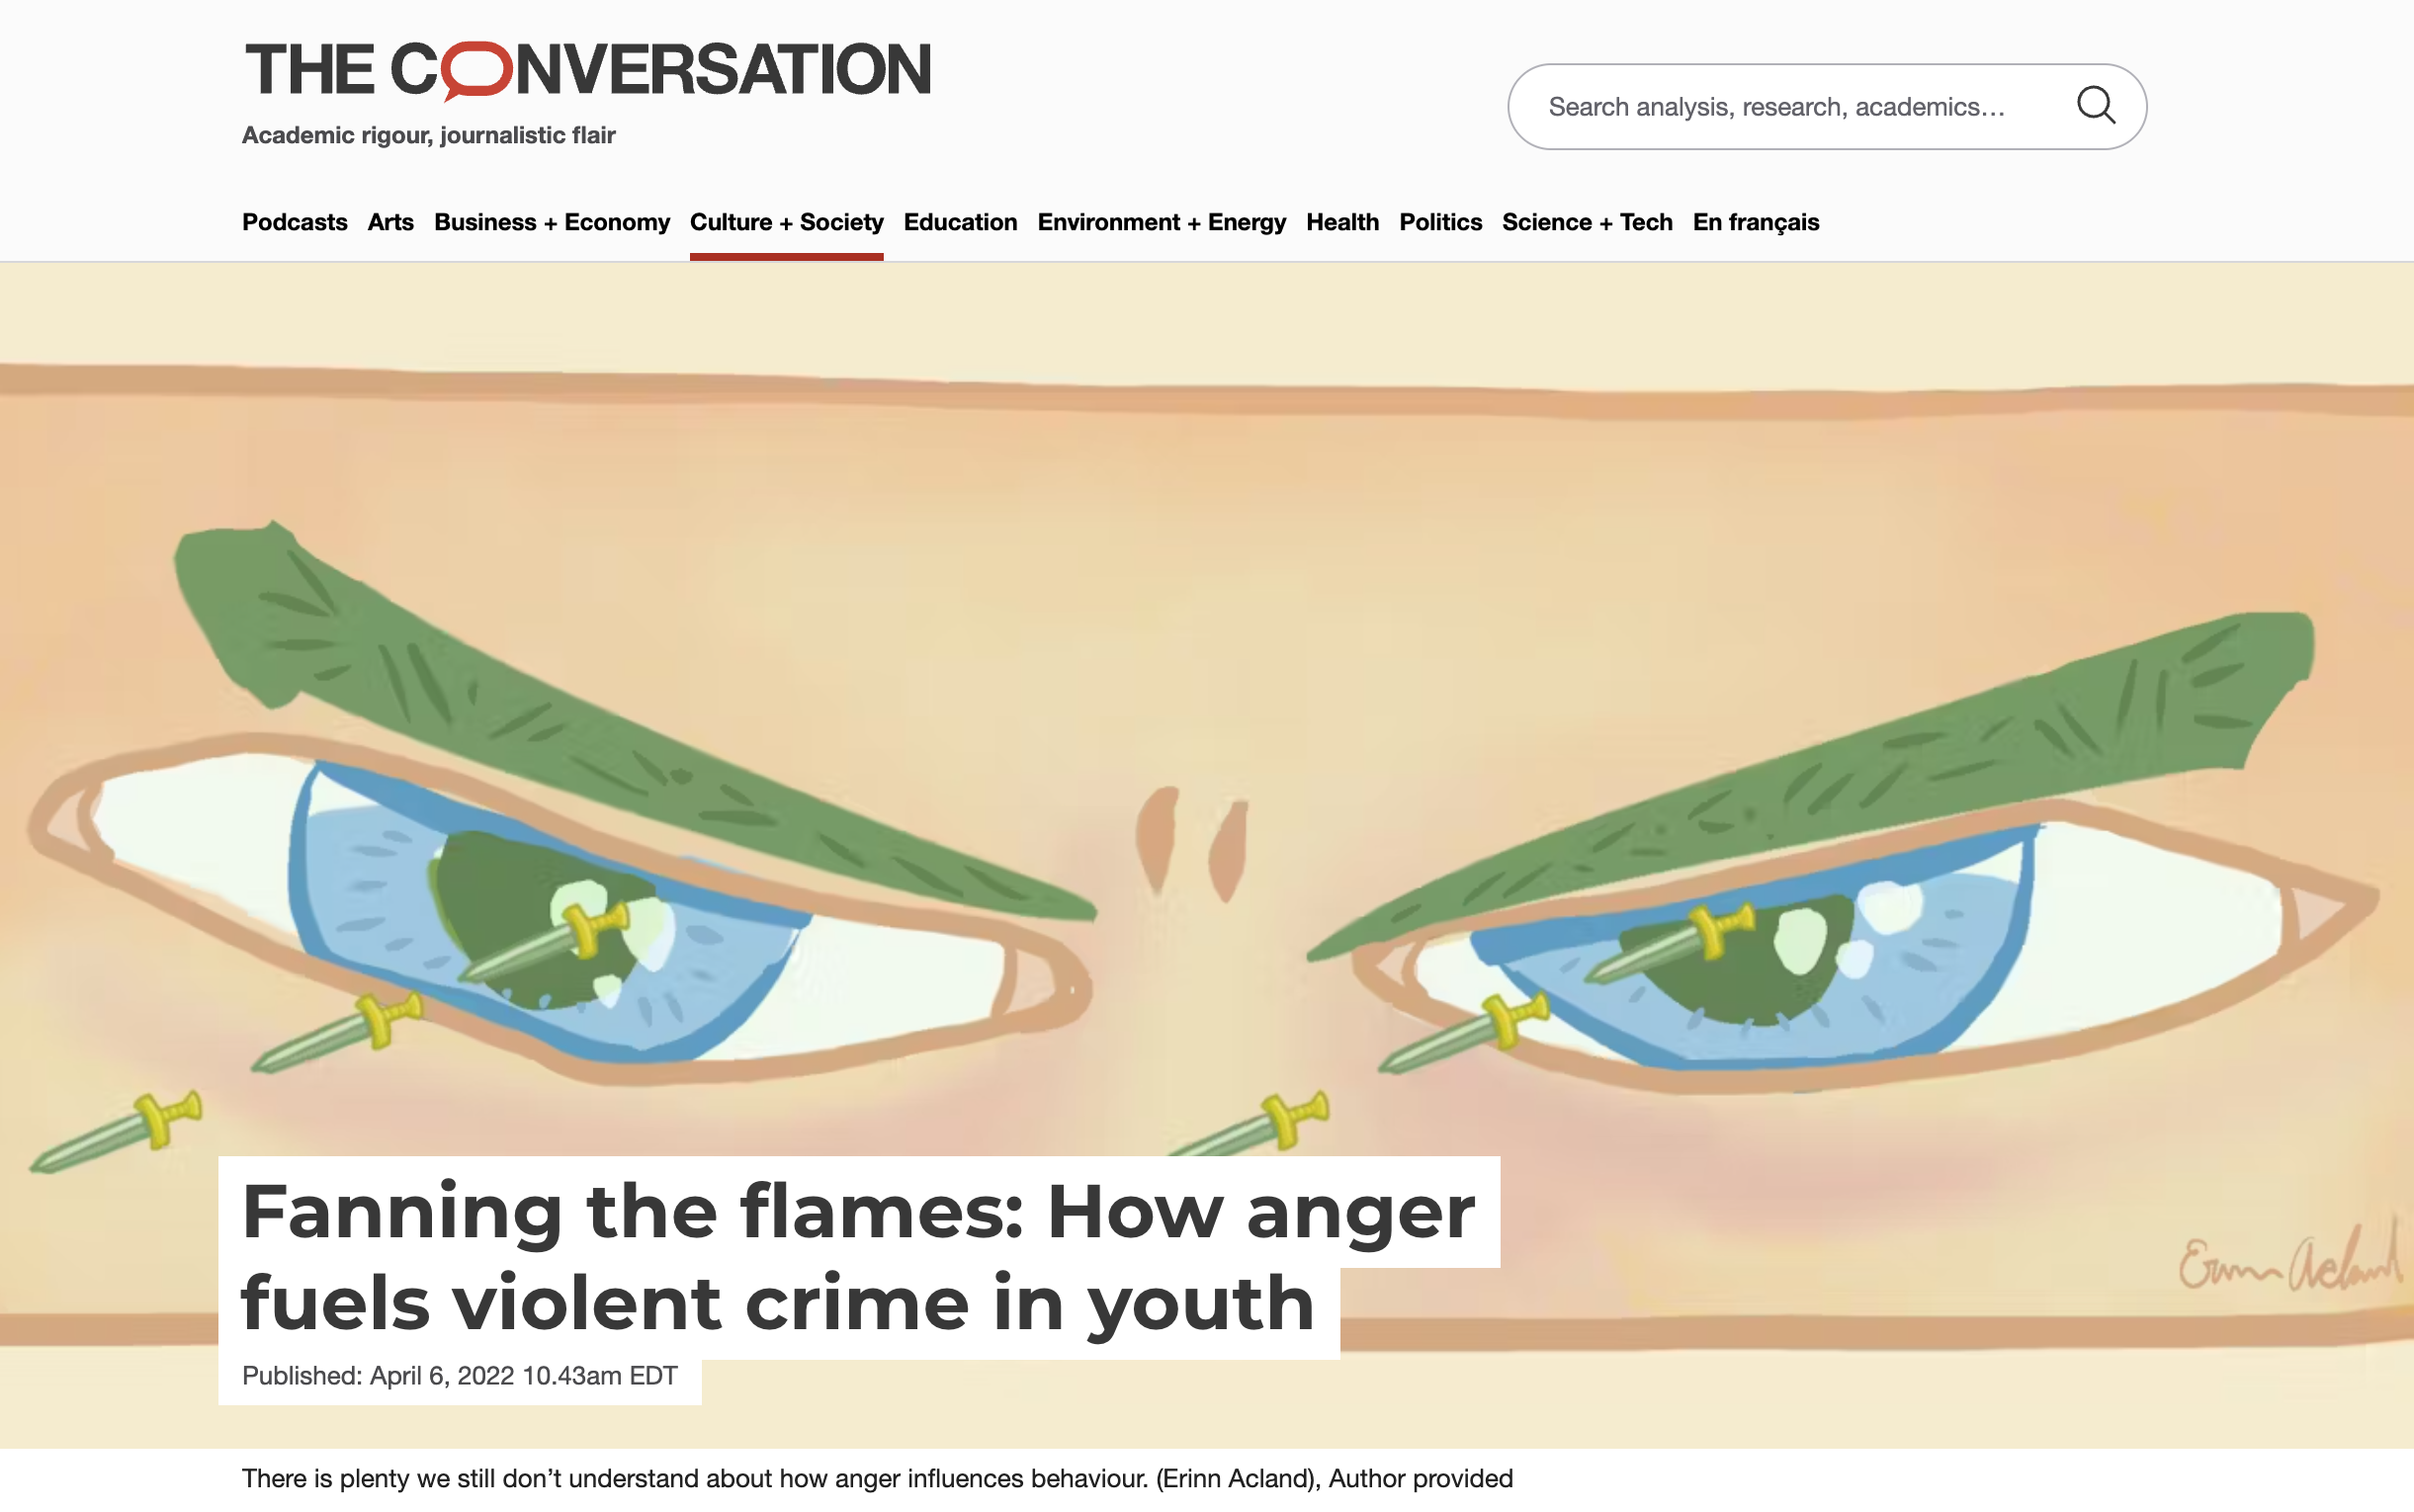 THE CONVERSATION
Academic rigour, journalistic flair
Search analysis, research, academics...
Podcasts Arts Business + Economy Culture + Society Education Environment + Energy Health Politics Science + Tech En français
Erinn Acland
Fanning the flames: How anger
fuels violent crime in youth
Published: April 6, 2022 10.43am EDT
There is plenty we still don’t understand about how anger influences behaviour. (Erinn Acland), Author provided